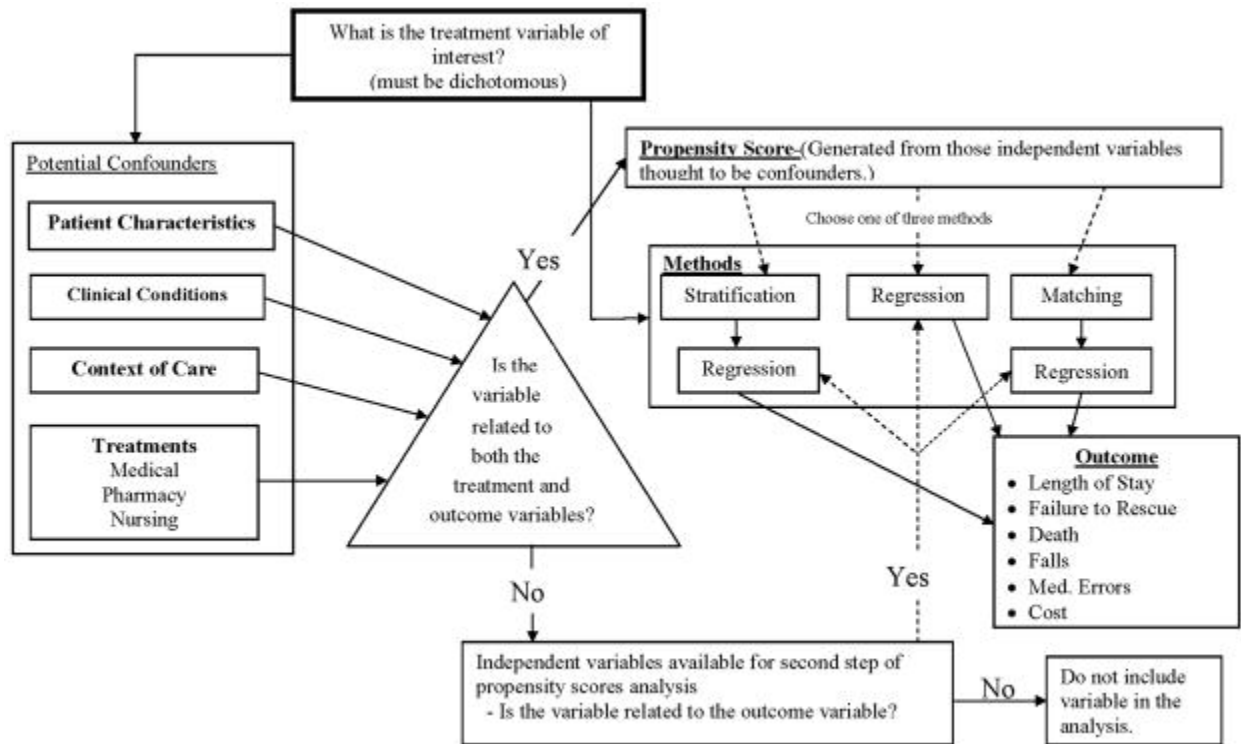 What is the treatment variable of
interest?
(must be dichotomous)
Potential Confounders
Patient Characteristics
Clinical Conditions
Context of Care
Treatments
Medical
Pharmacy
Nursing
Is the
variable
related to
both the
treatment and
outcome variables?
Yes
Propensity Score-(Generated from those independent variables
thought to be confounders.)
Choose one of three methods
Methods
Stratification
Regression
Matching
Regression
Regression
Outcome
• Length of Stay
• Failure to Rescue
• Death
• Falls
• Med. Errors
• Cost
No
Yes
Independent variables available for second step of
propensity scores analysis
- Is the variable related to the outcome variable?
No
Do not include
variable in the
analysis.